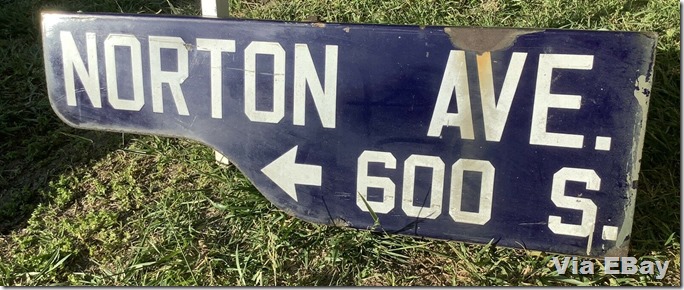 NORTON AVE.
← 600 S.
Via EBay